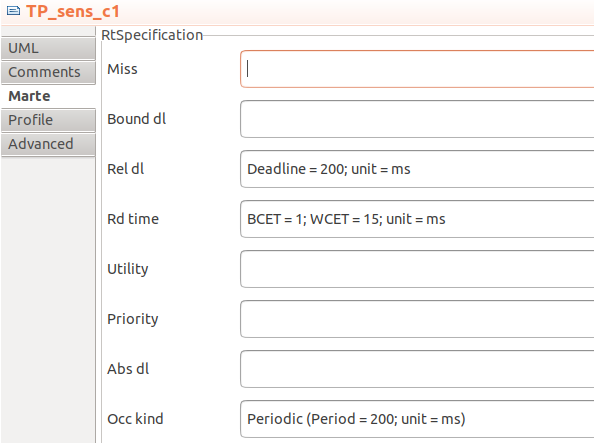 TP_sens_c1
RtSpecification
UML
Comments
Marte
Profile
Advanced
Miss
Bound dl
Rel dl Deadline = 200; unit = ms
Rd time BCET = 1; WCET = 15; unit = ms
Utility
Priority
Abs dl
Occ kind Periodic (Period = 200; unit = ms)